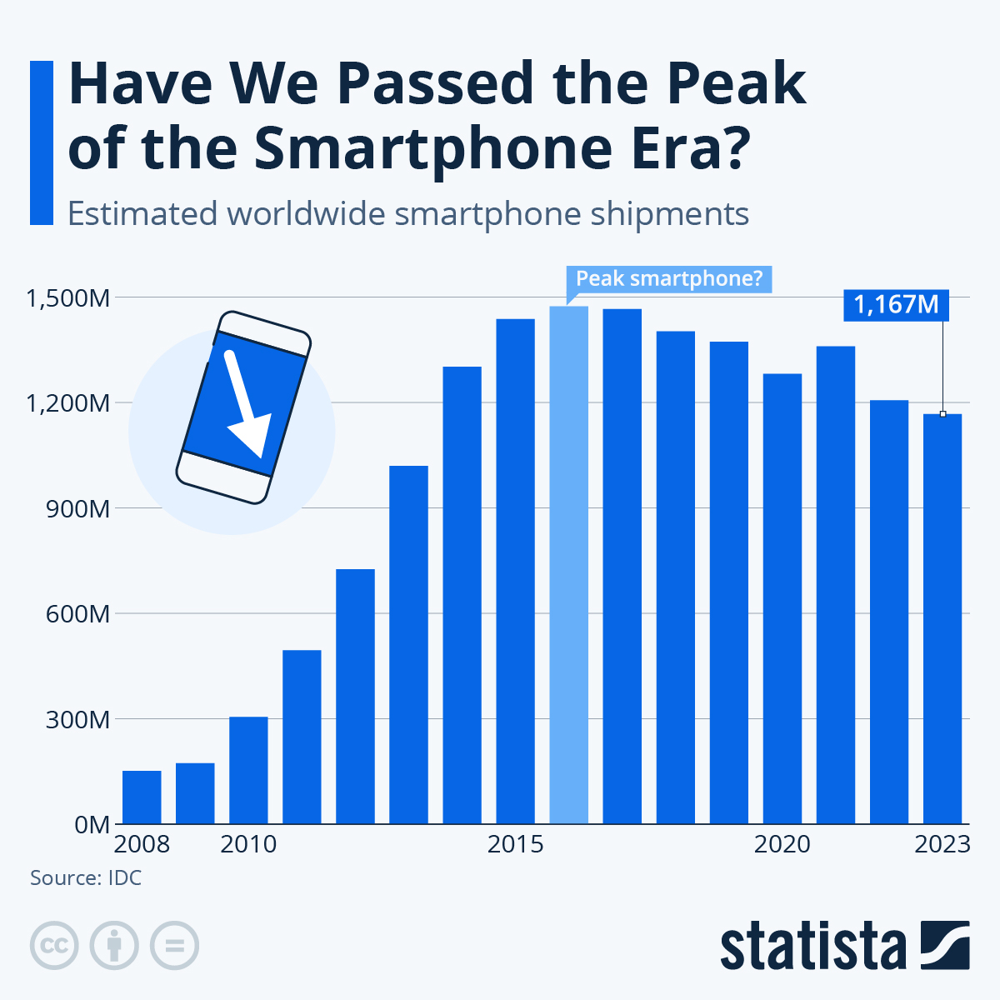 Have We Passed the Peak
of the Smartphone Era?
Estimated worldwide smartphone shipments
Peak smartphone?
1,500M
1,167M
1,200M
900M
600M
300M
0M
2008 2010 2015 2020 2023
Source: IDC
cc
statista